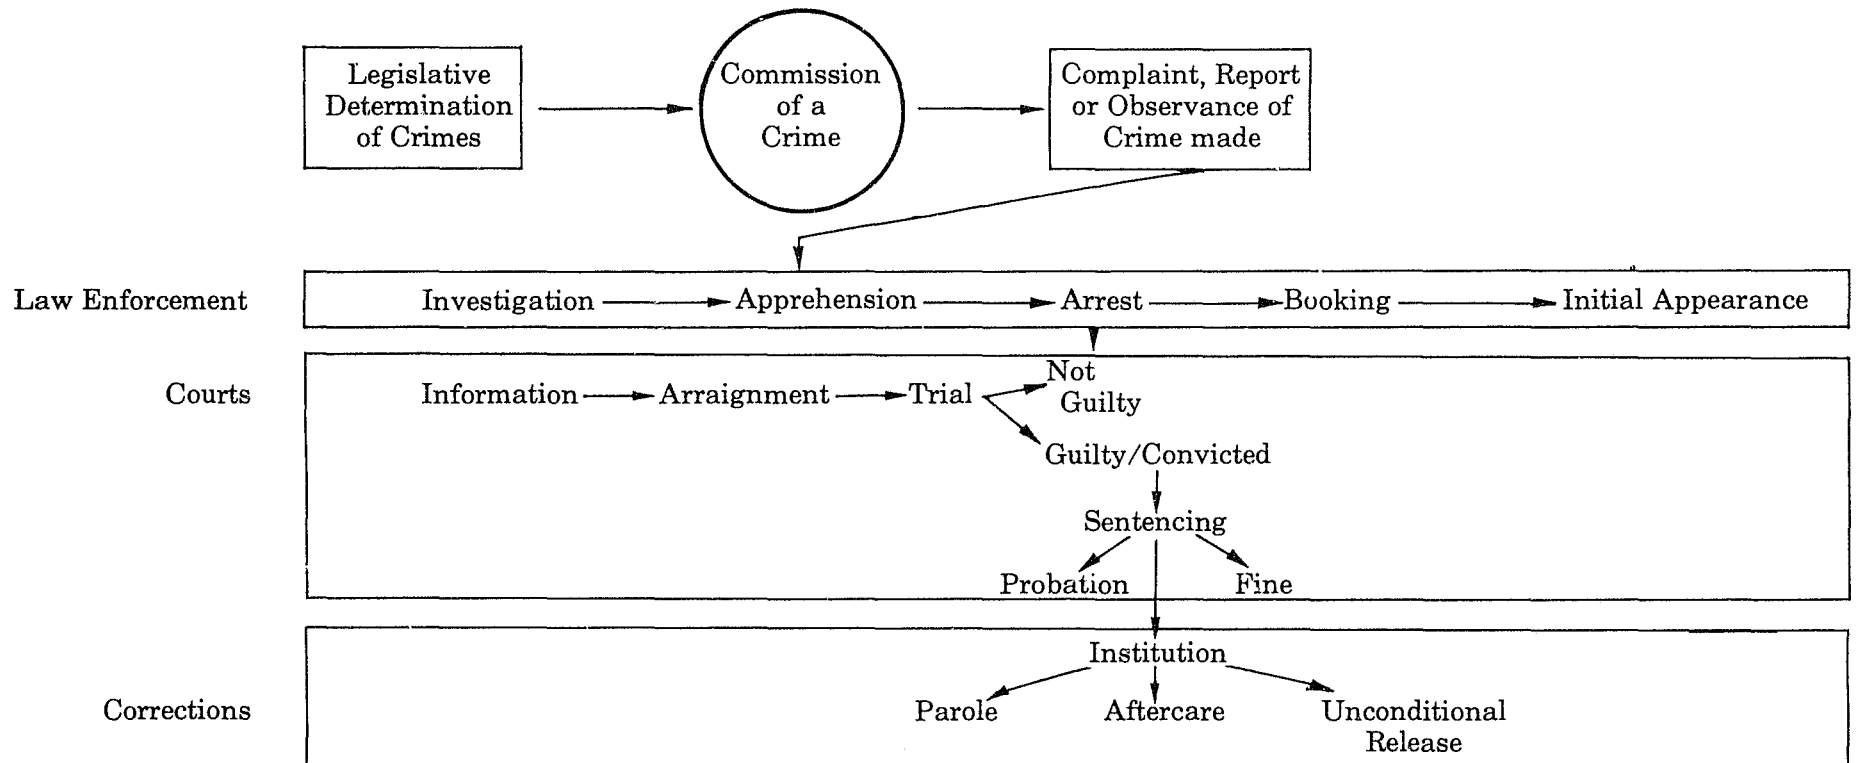 Legislative
Determination
of Crimes
Commission
of a
Crime
Complaint, Report
or Observance of
Crime made
Law Enforcement
Investigation
Apprehension
Arrest
Booking
Initial Appearance
Courts
Information
Arraignment
Trial
Not
Guilty
Guilty/Convicted
Sentencing
Probation
Fine
Corrections
Institution
Parole
Aftercare
Unconditional
Release